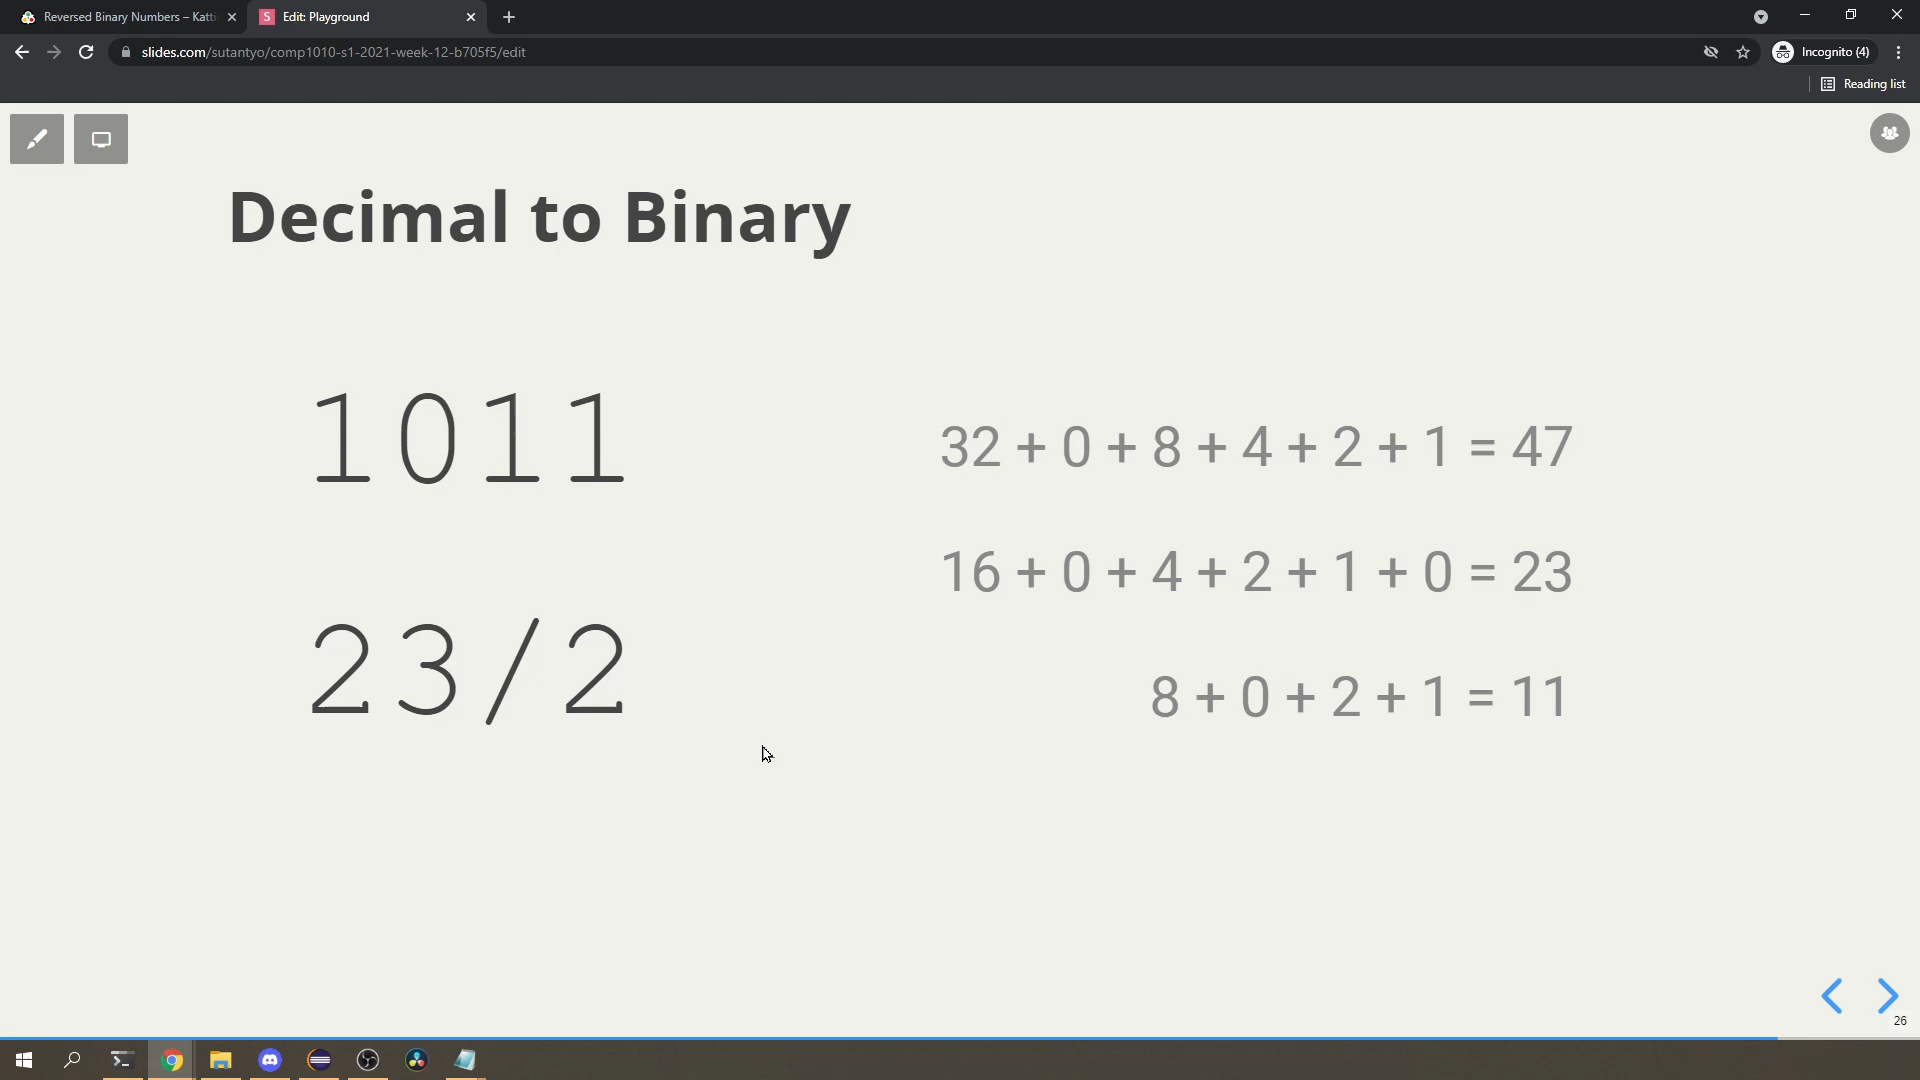 Reversed Binary Numbers – Katti
Edit: Playground
slides.com/sutantyo/comp1010-s1-2021-week-12-b705f5/edit
Incognito (4)
Reading list
Decimal to Binary
1011
32 + 0 + 8 + 4 + 2 + 1 = 47
16 + 0 + 4 + 2 + 1 + 0 = 23
23/2
8 + 0 + 2 + 1 = 11
26